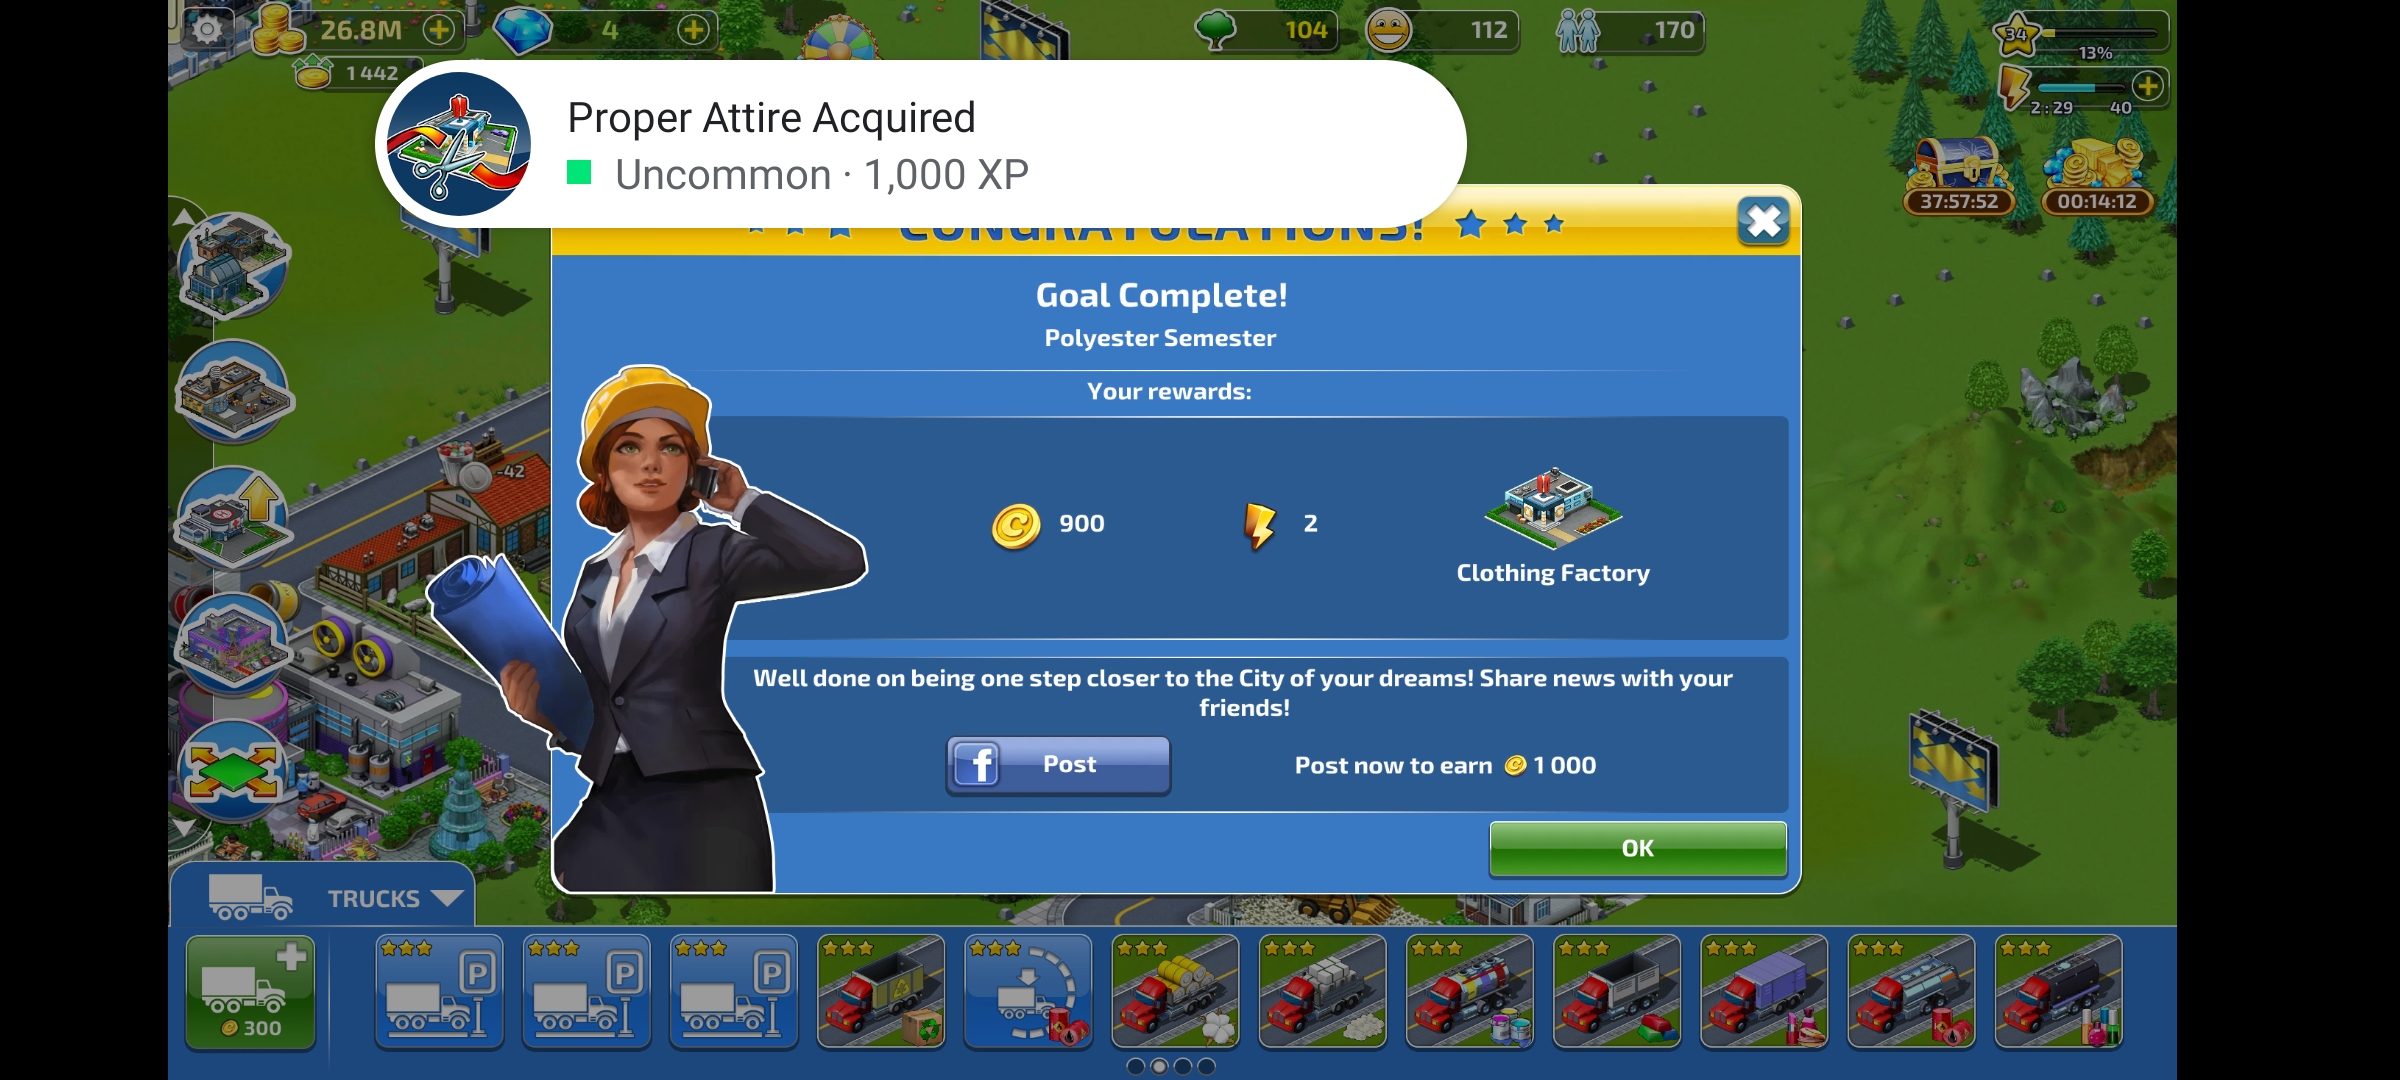 26.8M
4
104
112
170
34
13%
1 442
2:29
40
Proper Attire Acquired
Uncommon · 1,000 XP
37:57:52
00:14:12
CONGRATULATIONS!
Goal Complete!
Polyester Semester
Your rewards:
-42
900
2
Clothing Factory
Well done on being one step closer to the City of your dreams! Share news with your
friends!
f Post
Post now to earn 1 000
OK
TRUCKS
P
P
P
300